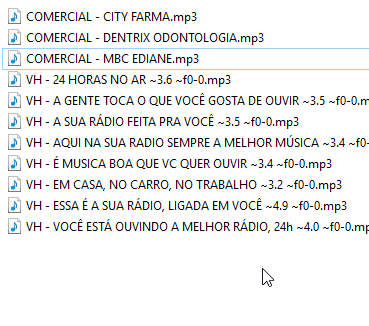 COMERCIAL - CITY FARMA.mp3
COMERCIAL - DENTRIX ODONTOLOGIA.mp3
COMERCIAL - MBC EDIANE.mp3
VH - 24 HORAS NO AR ~3.6 ~f0-0.mp3
VH - A GENTE TOCA O QUE VOCÊ GOSTA DE OUVIR ~3.5 ~f0-0.m
VH - A SUA RÁDIO FEITA PRA VOCÊ ~3.5 ~f0-0.mp3
VH - AQUI NA SUA RADIO SEMPRE A MELHOR MÚSICA ~3.4 ~f0-
VH - É MUSICA BOA QUE VC QUER OUVIR ~3.4 ~f0-0.mp3
VH - EM CASA, NO CARRO, NO TRABALHO ~3.2 ~f0-0.mp3
VH - ESSA É A SUA RÁDIO, LIGADA EM VOCÊ ~4.9 ~f0-0.mp3
VH - VOCÊ ESTÁ OUVINDO A MELHOR RÁDIO, 24h ~4.0 ~f0-0.m